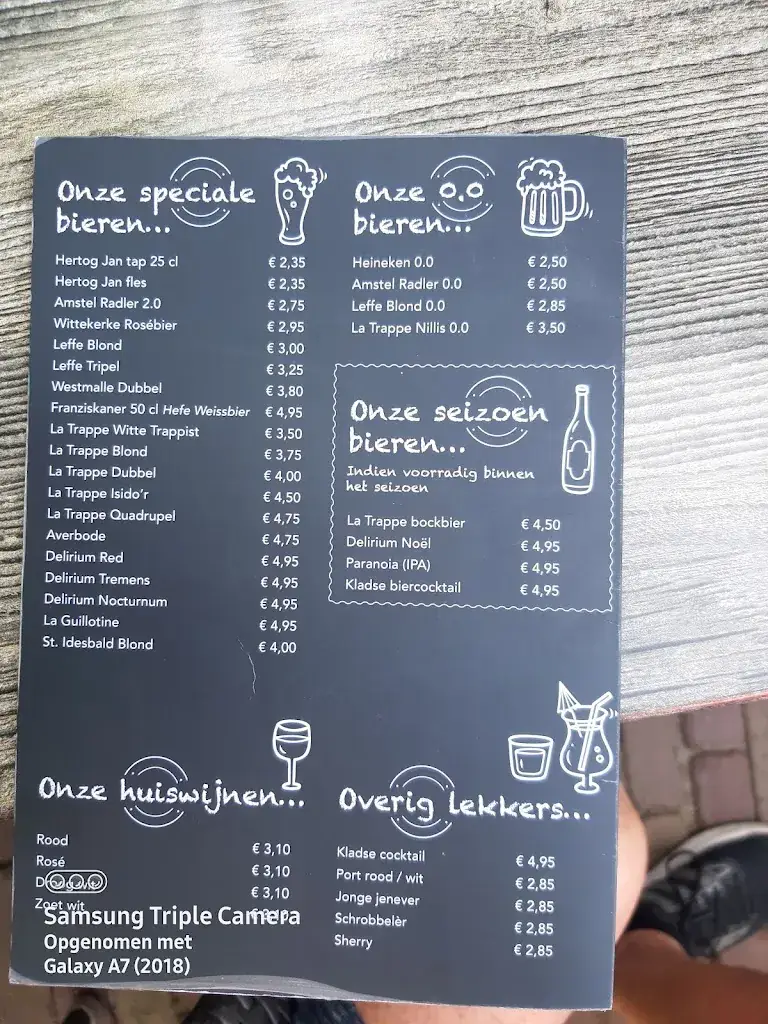 Onze speciale
bieren...
Hertog Jan tap 25 cl € 2,35
Hertog Jan fles € 2,35
Amstel Radler 2.0 € 2,75
Wittekerke Rosébier € 2,95
Leffe Blond € 3,00
Leffe Tripel € 3,25
Westmalle Dubbel € 3,80
Franziskaner 50 cl Hefe Weissbier € 4,95
La Trappe Witte Trappist € 3,50
La Trappe Blond € 3,75
La Trappe Dubbel € 4,00
La Trappe Isido'r € 4,50
La Trappe Quadrupel € 4,75
Averbode € 4,75
Delirium Red € 4,95
Delirium Tremens € 4,95
Delirium Nocturnum € 4,95
La Guillotine € 4,95
St. Idesbald Blond € 4,00
Onze 0.0
bieren...
Heineken 0.0 € 2,50
Amstel Radler 0.0 € 2,50
Leffe Blond 0.0 € 2,85
La Trappe Nillis 0.0 € 3,50
Onze seizoen
bieren...
Indien voorradig binnen
het seizoen
La Trappe bockbier € 4,50
Delirium Noël € 4,95
Paranoia (IPA) € 4,95
Kladse biercocktail € 4,95
Onze huiswijnen...
Rood € 3,10
Rosé € 3,10
Droog wit € 3,10
Zoet wit
Overig lekkers...
Kladse cocktail € 4,95
Port rood / wit € 2,85
Jonge jenever € 2,85
Schrobbelèr € 2,85
Sherry € 2,85
Samsung Triple Camera
Opgenomen met
Galaxy A7 (2018)